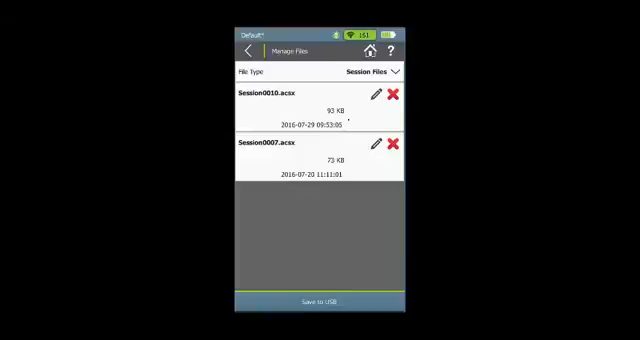 Default*
151
Manage Files
?
File Type Session Files
Session0010.acsx
93 KB
2016-07-29 09:53:05
Session0007.acsx
73 KB
2016-07-20 11:11:01
Save to USB